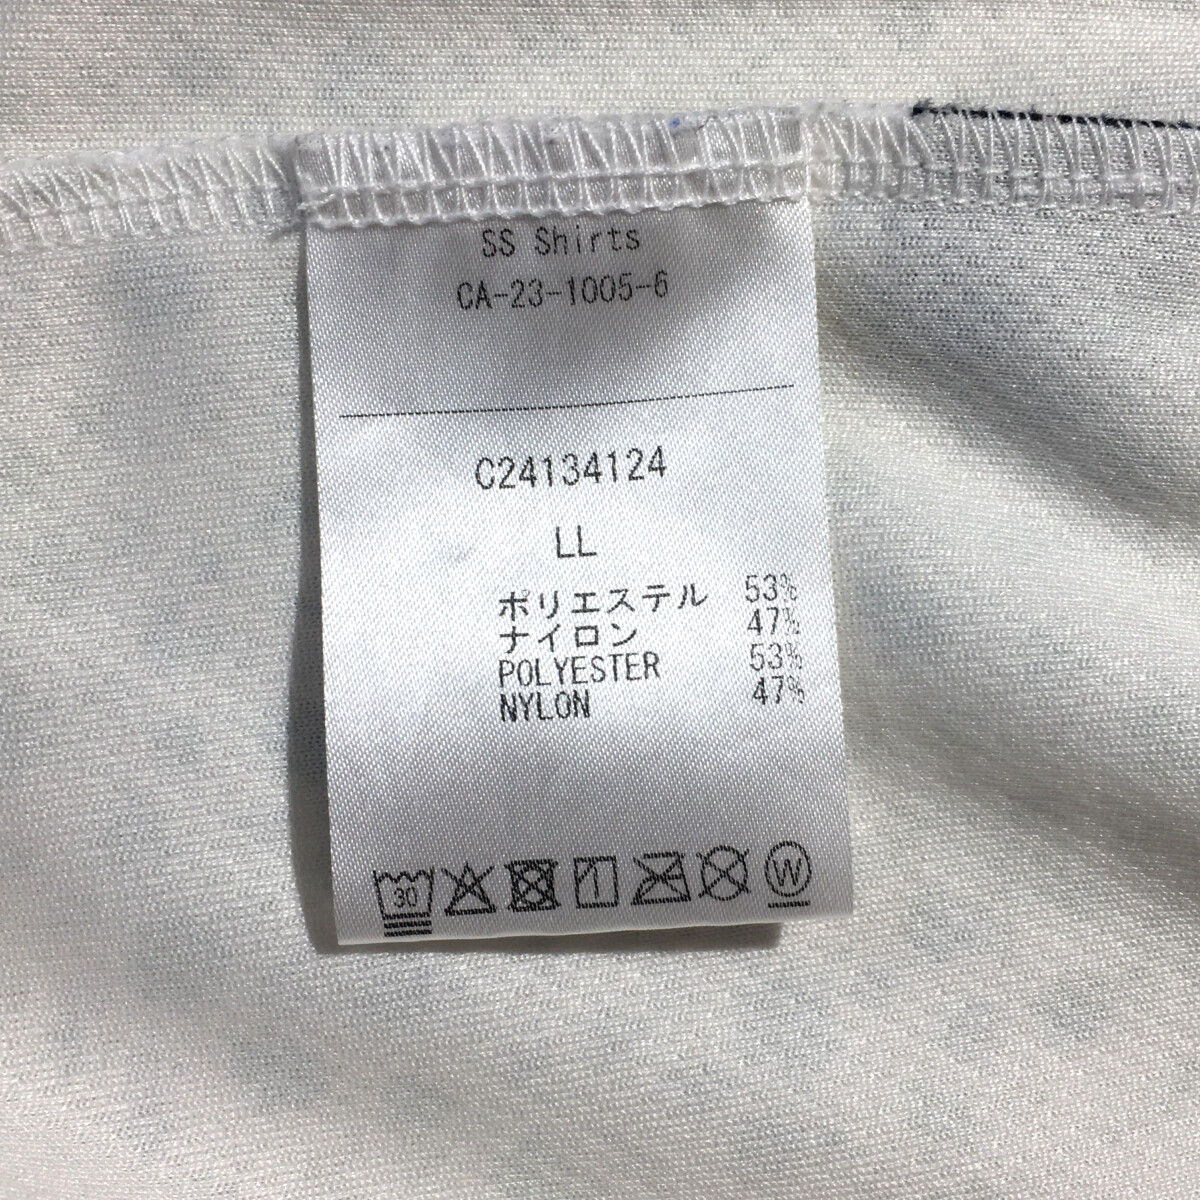 SS Shirts
CA-23-1005-6
C24134124
LL
ポリエステル 53%
ナイロン 47%
POLYESTER 53%
NYLON 47%
30
W